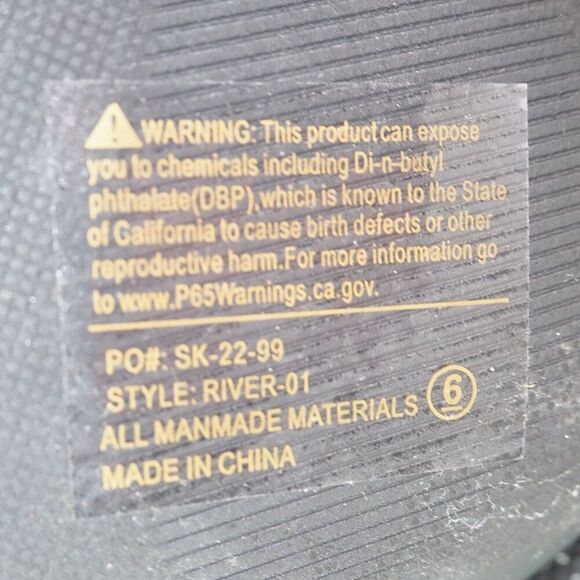 WARNING: This product can expose
you to chemicals including Di-n-butyl
phthalate(DBP),which is known to the State
of California to cause birth defects or other
reproductive harm.For more information go
to www.P65Warnings.ca.gov.
PO#: SK-22-99
STYLE: RIVER-01
ALL MANMADE MATERIALS 6
MADE IN CHINA